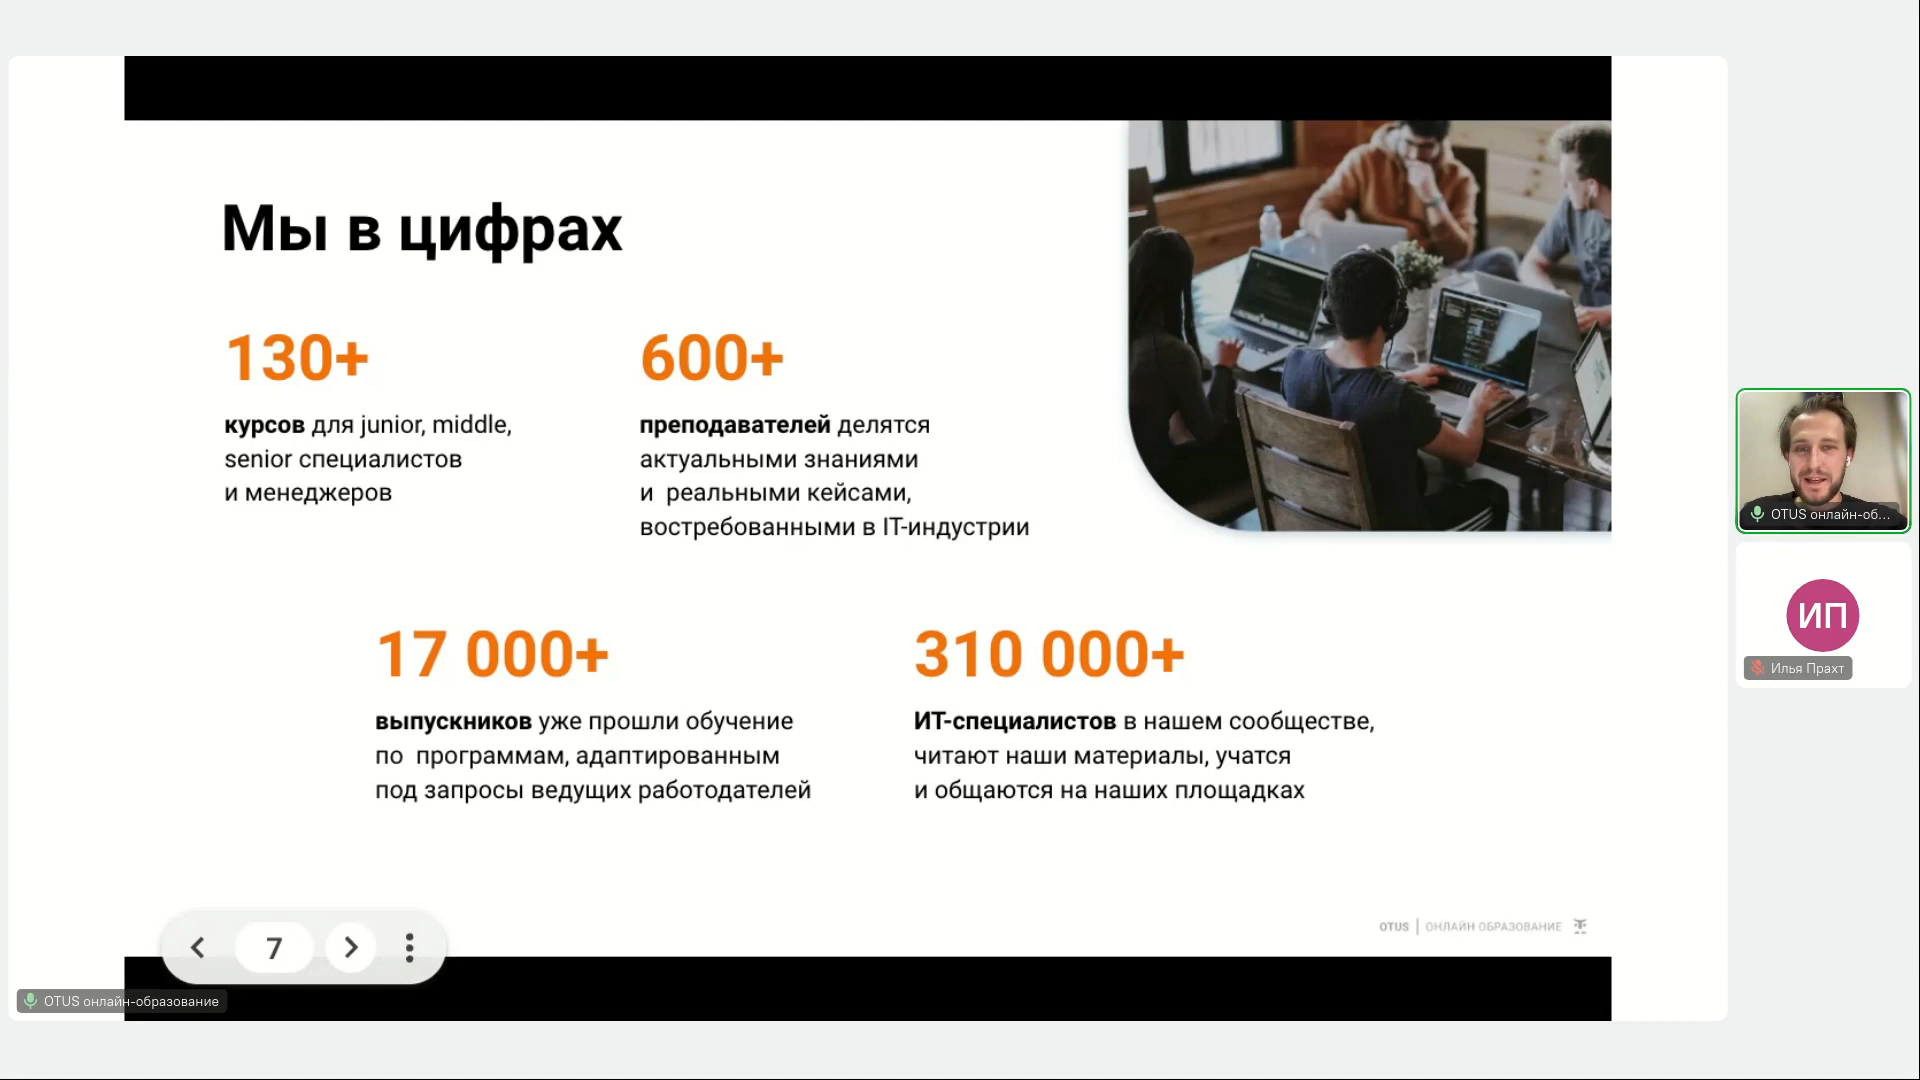 Мы в цифрах
130+
курсов для junior, middle,
senior специалистов
и менеджеров
600+
преподавателей делятся
актуальными знаниями
и реальными кейсами,
востребованными в IT-индустрии
17 000+
выпускников уже прошли обучение
по программам, адаптированным
под запросы ведущих работодателей
310 000+
ИТ-специалистов в нашем сообществе,
читают наши материалы, учатся
и общаются на наших площадках
OTUS | ОНЛАЙН ОБРАЗОВАНИЕ
7
OTUS онлайн-образование
OTUS онлайн-об...
ИП
Илья Прахт